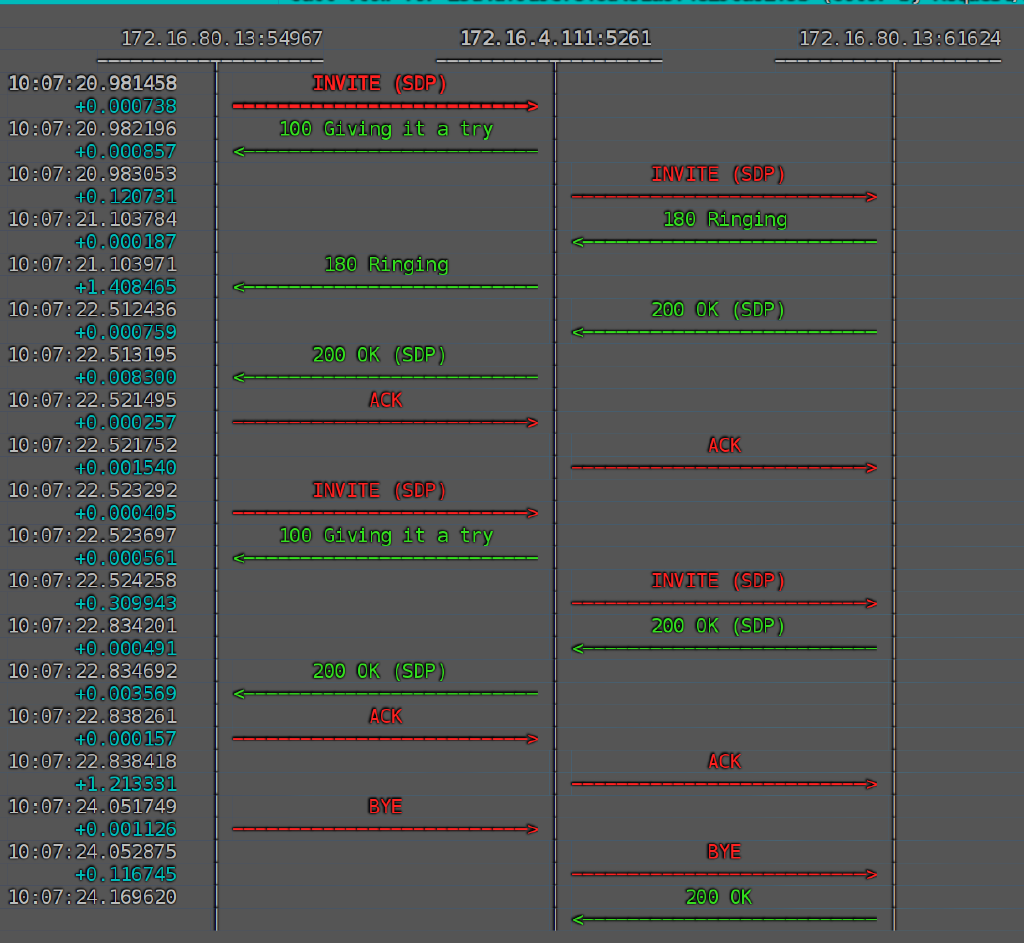 172.16.80.13:54967 172.16.4.111:5261 172.16.80.13:61624
10:07:20.981458 INVITE (SDP)
+0.000738
10:07:20.982196 100 Giving it a try
+0.000857
10:07:20.983053 INVITE (SDP)
+0.120731
10:07:21.103784 180 Ringing
+0.000187
10:07:21.103971 180 Ringing
+1.408465
10:07:22.512436 200 OK (SDP)
+0.000759
10:07:22.513195 200 OK (SDP)
+0.008300
10:07:22.521495 ACK
+0.000257
10:07:22.521752 ACK
+0.001540
10:07:22.523292 INVITE (SDP)
+0.000405
10:07:22.523697 100 Giving it a try
+0.000561
10:07:22.524258 INVITE (SDP)
+0.309943
10:07:22.834201 200 OK (SDP)
+0.000491
10:07:22.834692 200 OK (SDP)
+0.003569
10:07:22.838261 ACK
+0.000157
10:07:22.838418 ACK
+1.213331
10:07:24.051749 BYE
+0.001126
10:07:24.052875 BYE
+0.116745
10:07:24.169620 200 OK